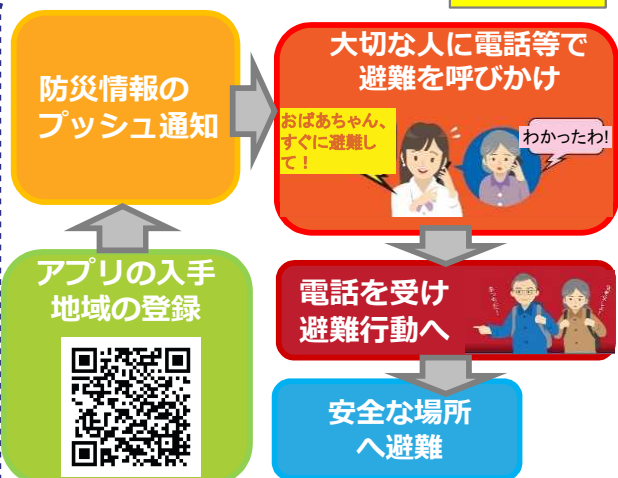 防災情報の
プッシュ通知
大切な人に電話等で
避難を呼びかけ
おばあちゃん、
すぐに避難し
て！
わかったわ!
アプリの入手
地域の登録
電話を受け
避難行動へ
安全な場所
へ避難